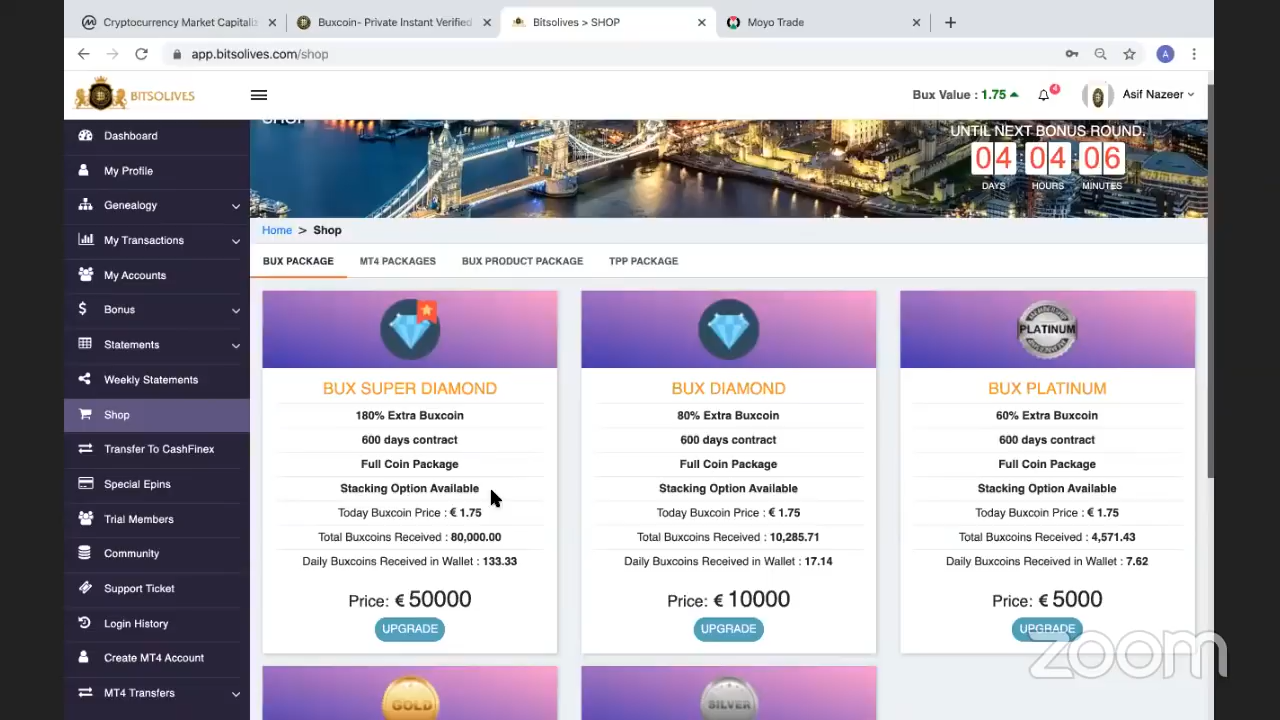 Cryptocurrency Market Capitaliz
Buxcoin- Private Instant Verified
Bitsolives > SHOP
Moyo Trade
app.bitsolives.com/shop
A
BITSOLIVES
Bux Value : 1.75
4
Asif Nazeer
Dashboard
My Profile
Genealogy
My Transactions
My Accounts
Bonus
Statements
Weekly Statements
Shop
Transfer To CashFinex
Special Epins
Trial Members
Community
Support Ticket
Login History
Create MT4 Account
MT4 Transfers
SHOP
UNTIL NEXT BONUS ROUND.
04 04 06
DAYS HOURS MINUTES
Home > Shop
BUX PACKAGE MT4 PACKAGES BUX PRODUCT PACKAGE TPP PACKAGE
BUX SUPER DIAMOND
180% Extra Buxcoin
600 days contract
Full Coin Package
Stacking Option Available
Today Buxcoin Price : € 1.75
Total Buxcoins Received : 80,000.00
Daily Buxcoins Received in Wallet : 133.33
Price: € 50000
UPGRADE
BUX DIAMOND
80% Extra Buxcoin
600 days contract
Full Coin Package
Stacking Option Available
Today Buxcoin Price : € 1.75
Total Buxcoins Received : 10,285.71
Daily Buxcoins Received in Wallet : 17.14
Price: € 10000
UPGRADE
PLATINUM
BUX PLATINUM
60% Extra Buxcoin
600 days contract
Full Coin Package
Stacking Option Available
Today Buxcoin Price : € 1.75
Total Buxcoins Received : 4,571.43
Daily Buxcoins Received in Wallet : 7.62
Price: € 5000
UPGRADE
GOLD
SILVER
zoom